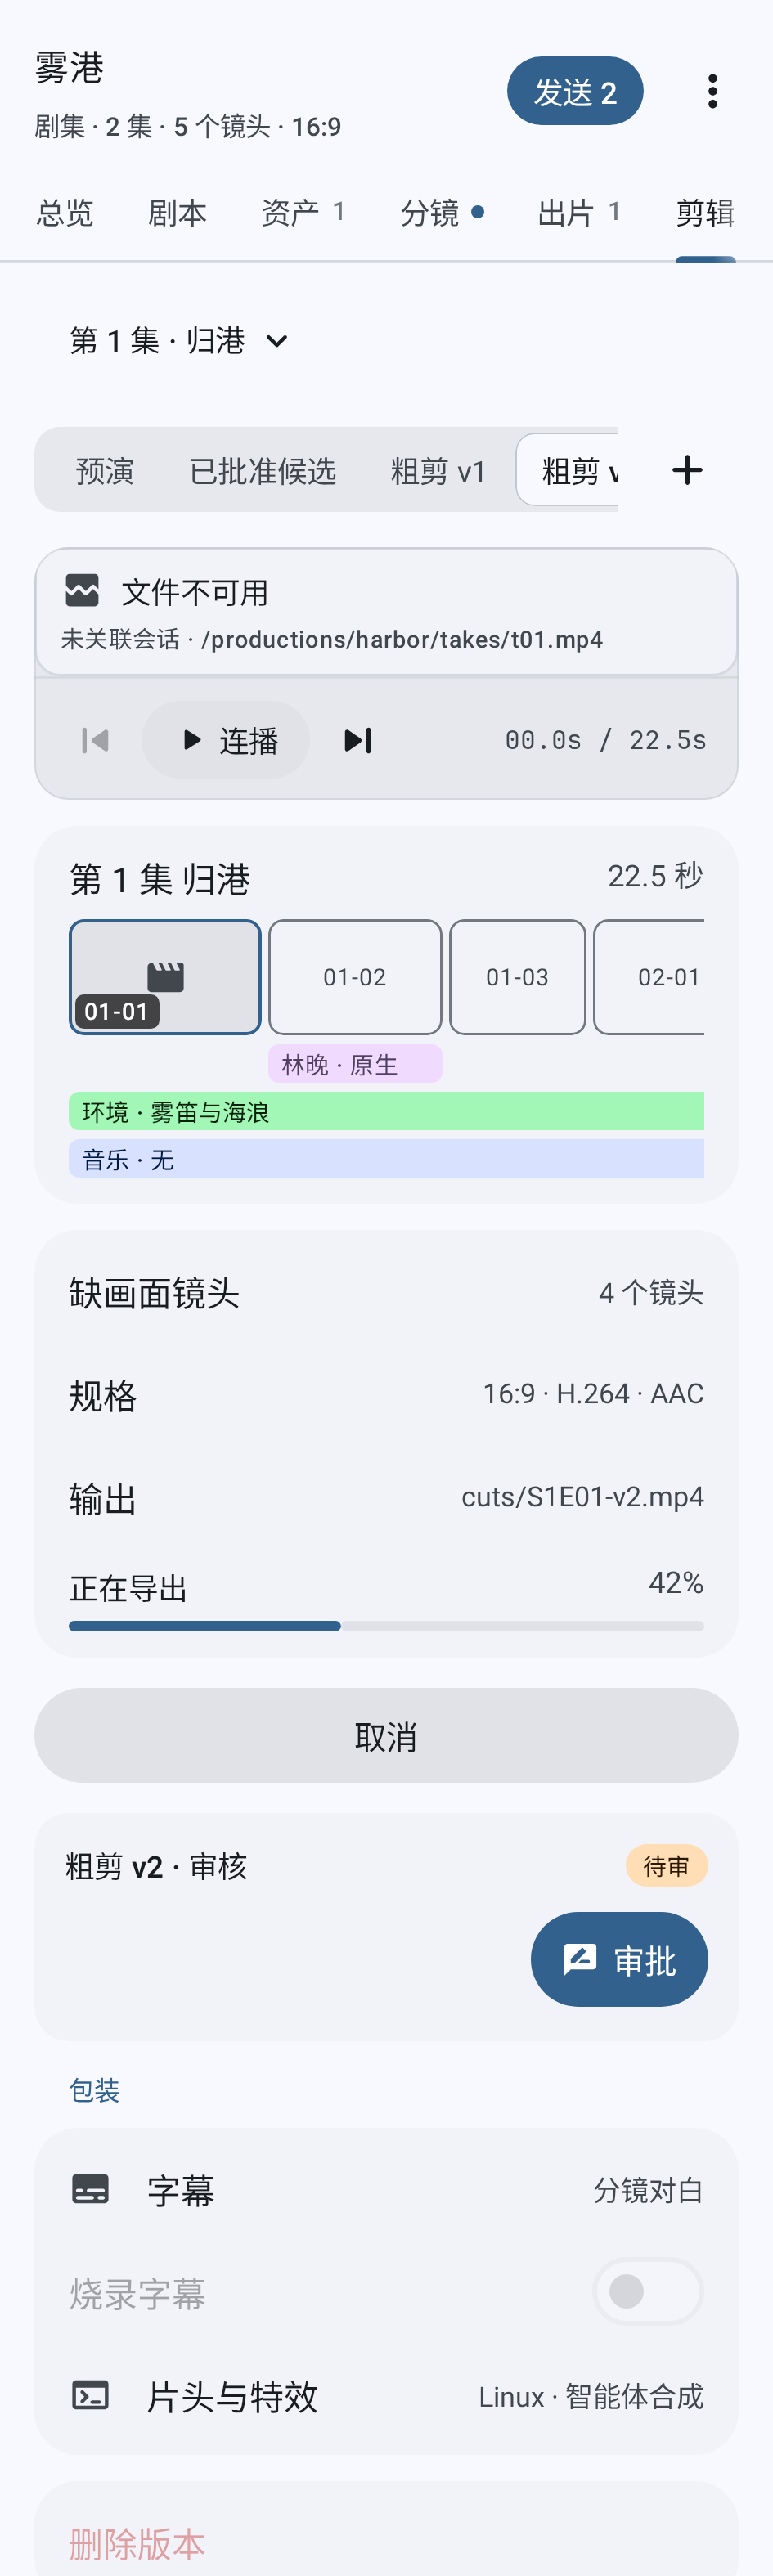 雾港
剧集 · 2 集 · 5 个镜头 · 16:9
发送 2
总览 剧本 资产 1 分镜 出片 1 剪辑
第 1 集 · 归港
预演 已批准候选 粗剪 v1 粗剪
文件不可用
未关联会话 · /productions/harbor/takes/t01.mp4
连播 00.0s / 22.5s
第 1 集 归港 22.5 秒
01-01 01-02 01-03 02-01
林晚 · 原生
环境 · 雾笛与海浪
音乐 · 无
缺画面镜头 4 个镜头
规格 16:9 · H.264 · AAC
输出 cuts/S1E01-v2.mp4
正在导出 42%
取消
粗剪 v2 · 审核 待审
审批
包装
字幕 分镜对白
烧录字幕
片头与特效 Linux · 智能体合成
删除版本